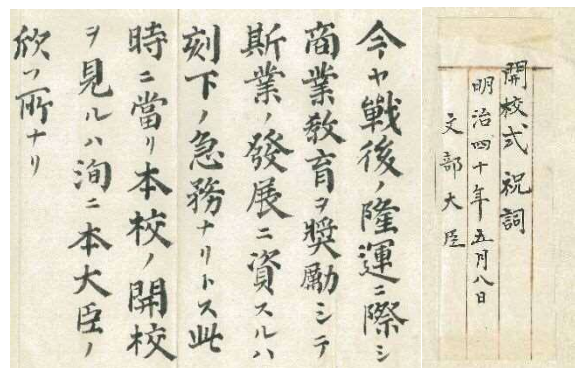 開校式祝詞
明治四十年五月八日
文部大臣
今ヤ戦後ノ隆運ニ際シ
商業教育ヲ奬勵シテ
斯業ノ發展ニ資スルハ
刻下ノ急務ナリトス此
時ニ當リ本校ノ開校
ヲ見ルハ洵ニ本大臣ノ
欣フ所ナリ